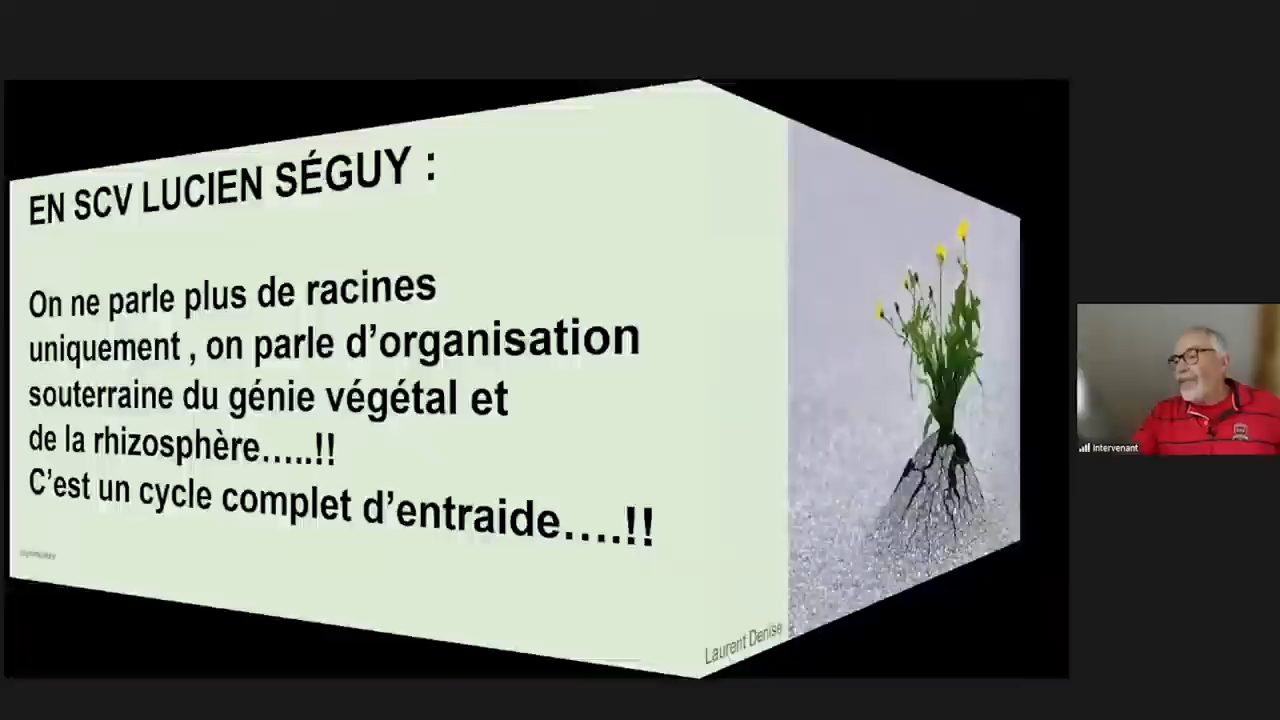 EN SCV LUCIEN SÉGUY :
On ne parle plus de racines
uniquement , on parle d’organisation
souterraine du génie végétal et
de la rhizosphère…..!!
C’est un cycle complet d’entraide….!!
Laurent Denise
Intervenant